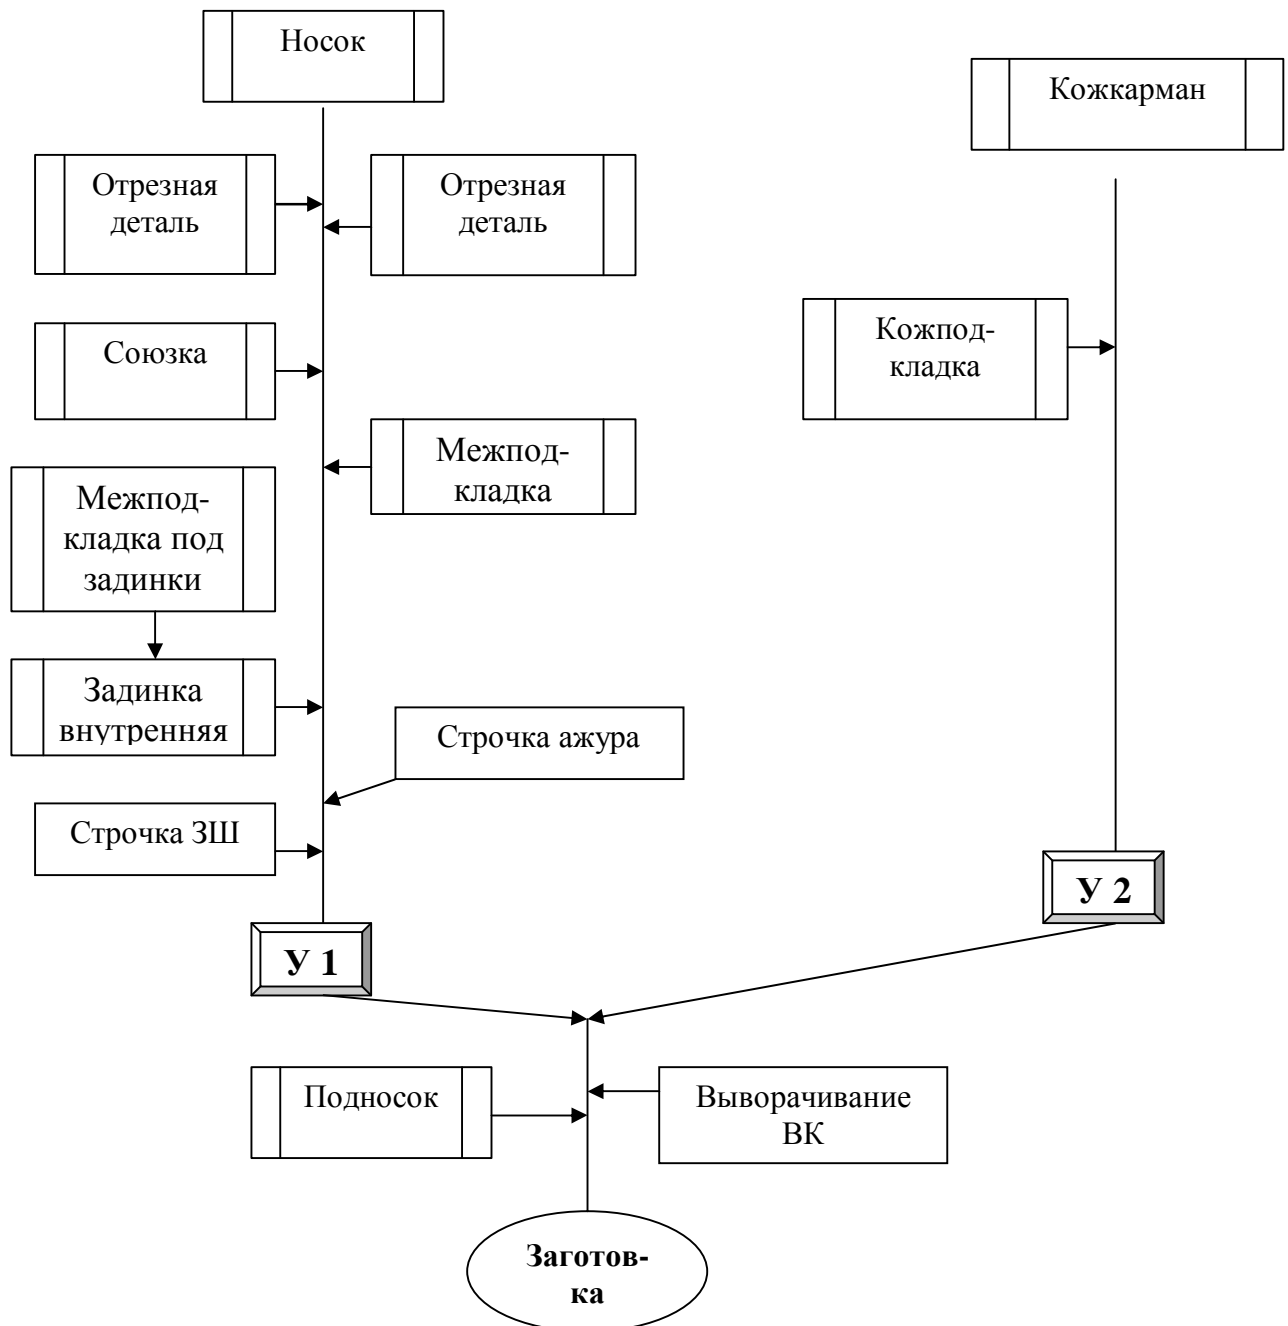 Носок
Кожкарман
Отрезная
деталь
Отрезная
деталь
Союзка
Кожпод-
кладка
Межпод-
кладка
Межпод-
кладка под
задинки
Задинка
внутренняя
Строчка ажура
Строчка ЗШ
У 2
У 1
Подносок
Выворачивание
ВК
Заготов-
ка